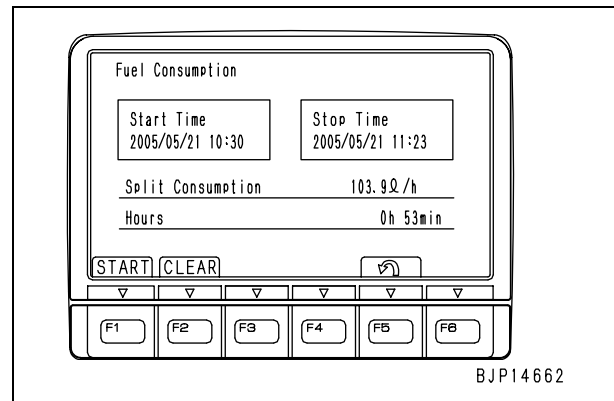 Fuel Consumption
Start Time
2005/05/21 10:30
Stop Time
2005/05/21 11:23
Split Consumption 103.9ℓ/h
Hours 0h 53min
START CLEAR
F1 F2 F3 F4 F5 F6
BJP14662